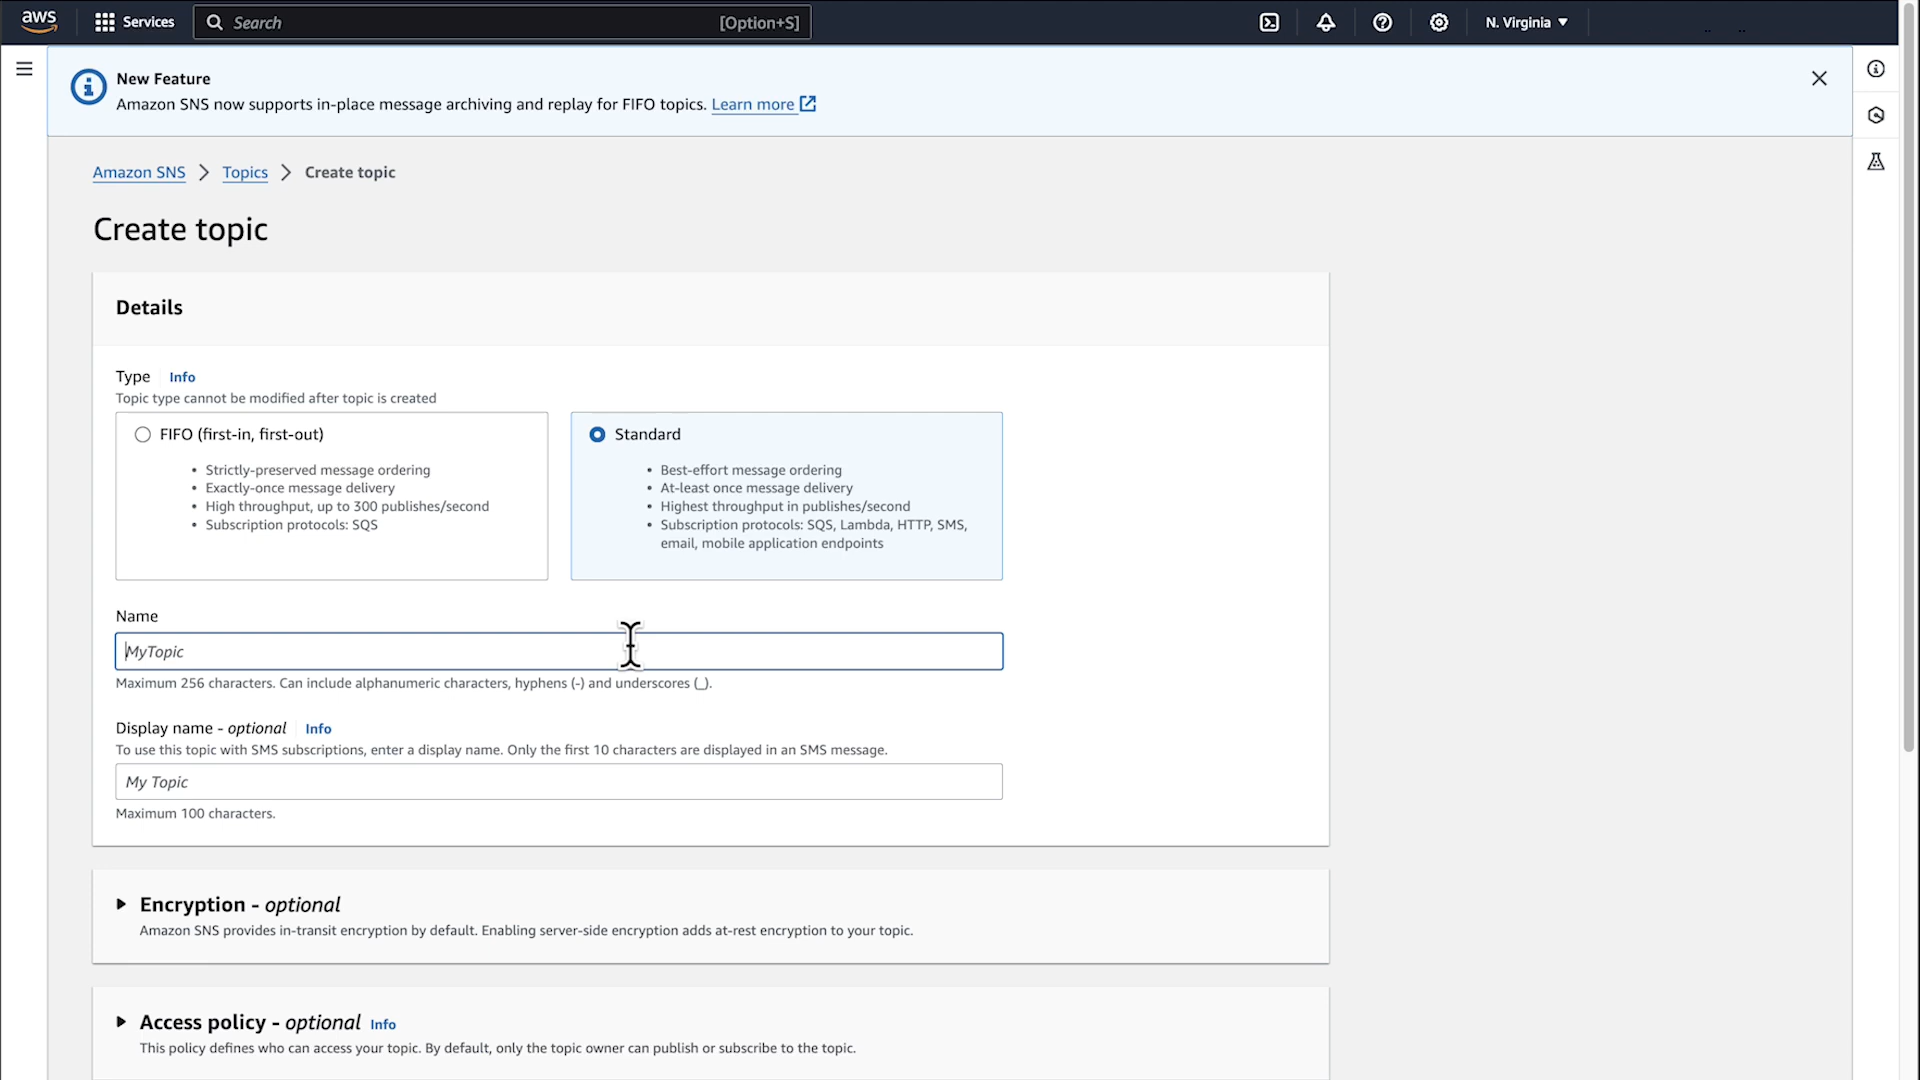 aws
Services
Search
[Option+S]
N. Virginia
New Feature
Amazon SNS now supports in-place message archiving and replay for FIFO topics. Learn more
Amazon SNS > Topics > Create topic
Create topic
Details
Type Info
Topic type cannot be modified after topic is created
FIFO (first-in, first-out)
• Strictly-preserved message ordering
• Exactly-once message delivery
• High throughput, up to 300 publishes/second
• Subscription protocols: SQS
Standard
• Best-effort message ordering
• At-least once message delivery
• Highest throughput in publishes/second
• Subscription protocols: SQS, Lambda, HTTP, SMS,
email, mobile application endpoints
Name
MyTopic
Maximum 256 characters. Can include alphanumeric characters, hyphens (-) and underscores (_).
Display name - optional Info
To use this topic with SMS subscriptions, enter a display name. Only the first 10 characters are displayed in an SMS message.
My Topic
Maximum 100 characters.
Encryption - optional
Amazon SNS provides in-transit encryption by default. Enabling server-side encryption adds at-rest encryption to your topic.
Access policy - optional Info
This policy defines who can access your topic. By default, only the topic owner can publish or subscribe to the topic.